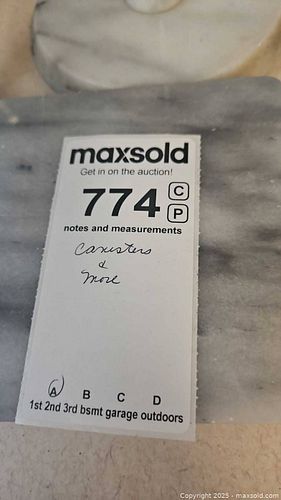 maxsold
Get in on the auction!
774 C
P
notes and measurements
Canisters
&
More
A B C D
1st 2nd 3rd bsmt garage outdoors
Copyright 2025 - maxsold.com